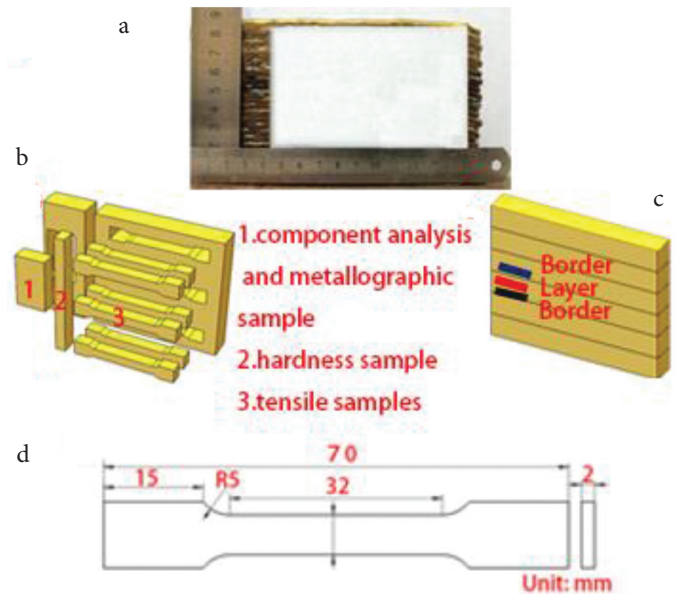 a
b
1
2
3
1.component analysis
and metallographic
sample
2.hardness sample
3.tensile samples
c
Border
Layer
Border
d
70
15
R5
32
2
Unit: mm